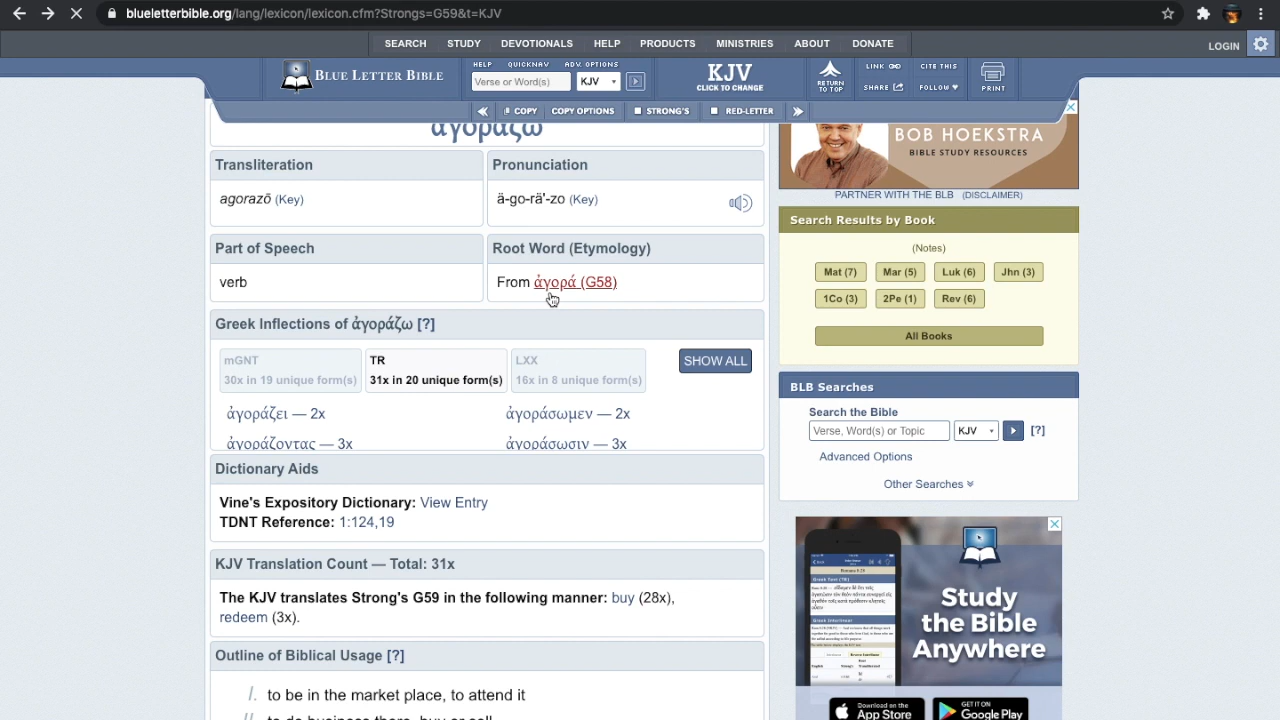 blueletterbible.org/lang/lexicon/lexicon.cfm?Strongs=G59&t=KJV
SEARCH STUDY DEVOTIONALS HELP PRODUCTS MINISTRIES ABOUT DONATE
LOGIN
BLUE LETTER BIBLE
HELP QUICKNAV ADV. OPTIONS
Verse or Word(s) KJV
KJV
CLICK TO CHANGE
RETURN
TO TOP
LINK CITE THIS
SHARE FOLLOW
PRINT
COPY COPY OPTIONS STRONG'S RED-LETTER
ἀγοράζω
Transliteration
agorazō (Key)
Pronunciation
ä-go-rä'-zo (Key)
Part of Speech
verb
Root Word (Etymology)
From ἀγορά (G58)
Greek Inflections of ἀγοράζω [?]
mGNT
30x in 19 unique form(s)
TR
31x in 20 unique form(s)
LXX
16x in 8 unique form(s)
SHOW ALL
ἀγοράζει — 2x
ἀγοράσωμεν — 2x
ἀγοράζοντας — 3x
ἀγοράσωσιν — 3x
Dictionary Aids
Vine's Expository Dictionary: View Entry
TDNT Reference: 1:124,19
KJV Translation Count — Total: 31x
The KJV translates Strong's G59 in the following manner: buy (28x),
redeem (3x).
Outline of Biblical Usage [?]
I. to be in the market place, to attend it
to do business there, buy or sell
BOB HOEKSTRA
BIBLE STUDY RESOURCES
PARTNER WITH THE BLB (DISCLAIMER)
Search Results by Book
(Notes)
Mat (7) Mar (5) Luk (6) Jhn (3)
1Co (3) 2Pe (1) Rev (6)
All Books
BLB Searches
Search the Bible
Verse, Word(s) or Topic KJV [?]
Advanced Options
Other Searches
Study
the Bible
Anywhere
Download on the
App Store
GET IT ON
Google Play